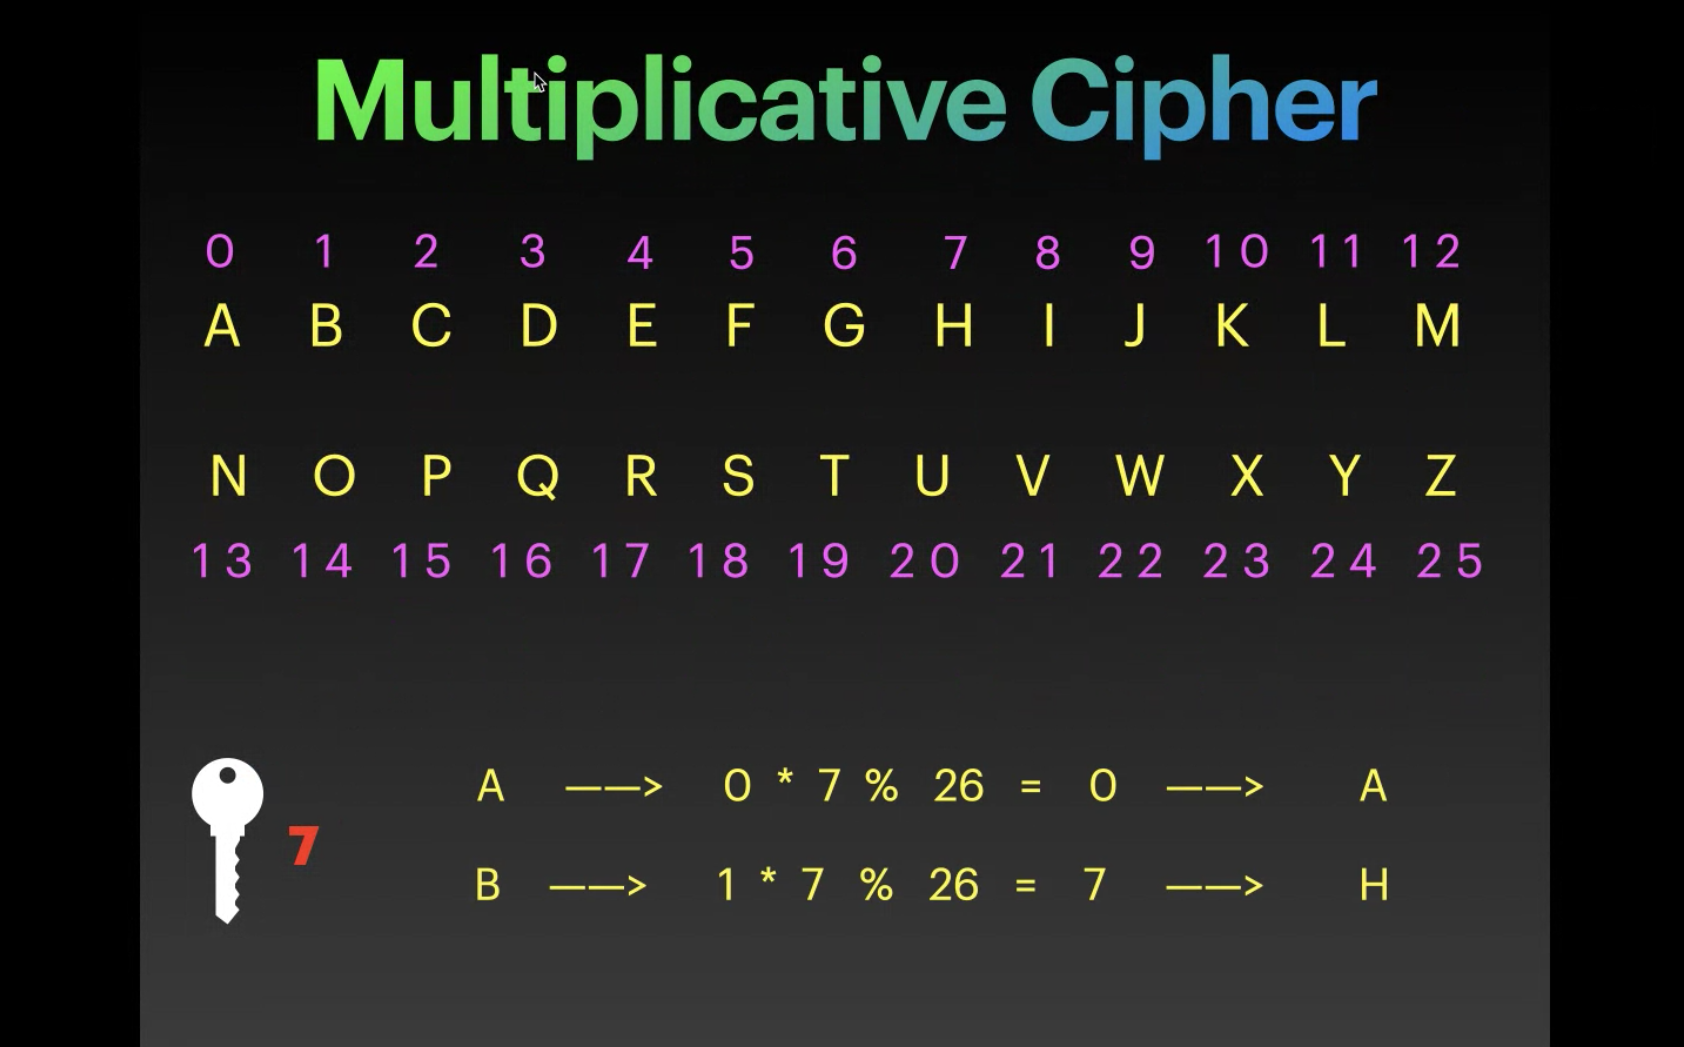 Multiplicative Cipher
0 1 2 3 4 5 6 7 8 9 10 11 12
A B C D E F G H I J K L M
N O P Q R S T U V W X Y Z
13 14 15 16 17 18 19 20 21 22 23 24 25
A ——> 0 * 7 % 26 = 0 ——> A
7
B ——> 1 * 7 % 26 = 7 ——> H